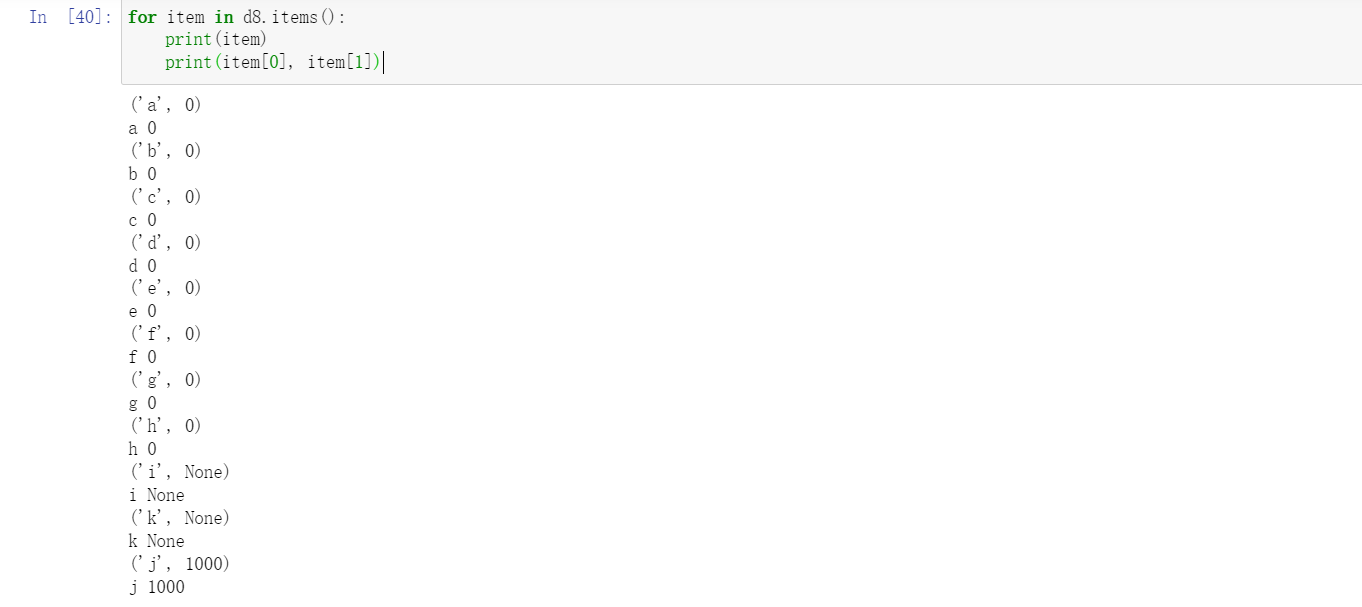 In [40]: for item in d8.items():
    print(item)
    print(item[0], item[1])
('a', 0)
a 0
('b', 0)
b 0
('c', 0)
c 0
('d', 0)
d 0
('e', 0)
e 0
('f', 0)
f 0
('g', 0)
g 0
('h', 0)
h 0
('i', None)
i None
('k', None)
k None
('j', 1000)
j 1000